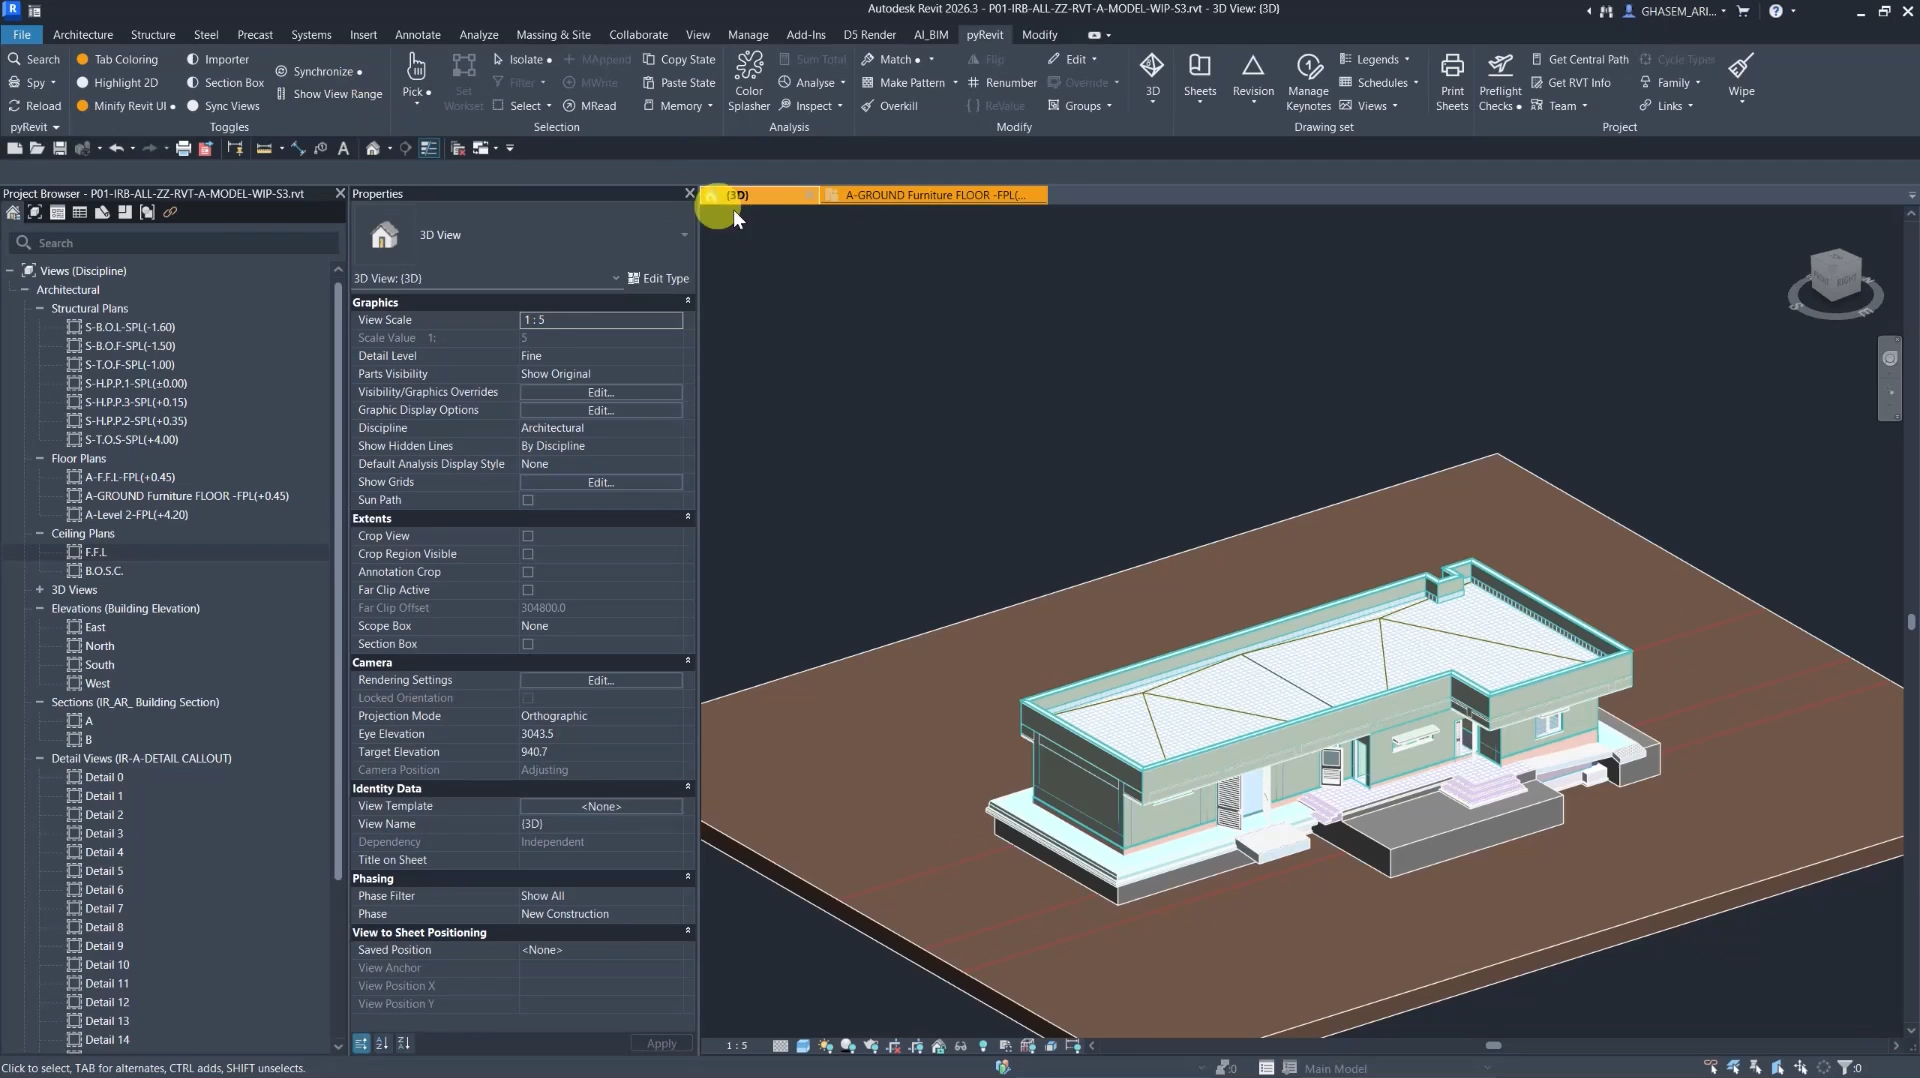 Autodesk Revit 2026.3 - P01-IRB-ALL-ZZ-RVT-A-MODEL-WIP-S3.rvt - 3D View: {3D}
GHASEM_ARI...
File Architecture Structure Steel Precast Systems Insert Annotate Analyze Massing & Site Collaborate View Manage Add-Ins D5 Render AI_BIM pyRevit Modify
Search
Spy
Reload
pyRevit
Tab Coloring
Highlight 2D
Minify Revit UI
Importer
Section Box
Sync Views
Synchronize
Show View Range
Toggles
Pick
Set
Workset
Isolate
Filter
Select
MAppend
MWrite
MRead
Copy State
Paste State
Memory
Selection
Color
Splasher
Sum Total
Analyse
Inspect
Analysis
Match
Make Pattern
Overkill
Flip
Renumber
ReValue
Edit
Override
Groups
Modify
3D
Sheets
Revision
Manage
Keynotes
Legends
Schedules
Views
Drawing set
Print
Sheets
Preflight
Checks
Get Central Path
Get RVT Info
Team
Cycle Types
Family
Links
Project
Wipe
Project Browser - P01-IRB-ALL-ZZ-RVT-A-MODEL-WIP-S3.rvt
Search
Views (Discipline)
Architectural
Structural Plans
S-B.O.L-SPL(-1.60)
S-B.O.F-SPL(-1.50)
S-T.O.F-SPL(-1.00)
S-H.P.P.1-SPL(±0.00)
S-H.P.P.3-SPL(+0.15)
S-H.P.P.2-SPL(+0.35)
S-T.O.S-SPL(+4.00)
Floor Plans
A-F.F.L-FPL(+0.45)
A-GROUND Furniture FLOOR -FPL(+0.45)
A-Level 2-FPL(+4.20)
Ceiling Plans
F.F.L
B.O.S.C.
3D Views
Elevations (Building Elevation)
East
North
South
West
Sections (IR_AR_ Building Section)
A
B
Detail Views (IR-A-DETAIL CALLOUT)
Detail 0
Detail 1
Detail 2
Detail 3
Detail 4
Detail 5
Detail 6
Detail 7
Detail 8
Detail 9
Detail 10
Detail 11
Detail 12
Detail 13
Detail 14
Properties
3D View
3D View: {3D}
Edit Type
Graphics
View Scale 1 : 5
Scale Value 1: 5
Detail Level Fine
Parts Visibility Show Original
Visibility/Graphics Overrides Edit...
Graphic Display Options Edit...
Discipline Architectural
Show Hidden Lines By Discipline
Default Analysis Display Style None
Show Grids Edit...
Sun Path
Extents
Crop View
Crop Region Visible
Annotation Crop
Far Clip Active
Far Clip Offset 304800.0
Scope Box None
Section Box
Camera
Rendering Settings Edit...
Locked Orientation
Projection Mode Orthographic
Eye Elevation 3043.5
Target Elevation 940.7
Camera Position Adjusting
Identity Data
View Template <None>
View Name {3D}
Dependency Independent
Title on Sheet
Phasing
Phase Filter Show All
Phase New Construction
View to Sheet Positioning
Saved Position <None>
View Anchor
View Position X
View Position Y
Apply
{3D}
A-GROUND Furniture FLOOR -FPL(...
RIGHT
S
E
1 : 5
Click to select, TAB for alternates, CTRL adds, SHIFT unselects.
:0
Main Model
:0